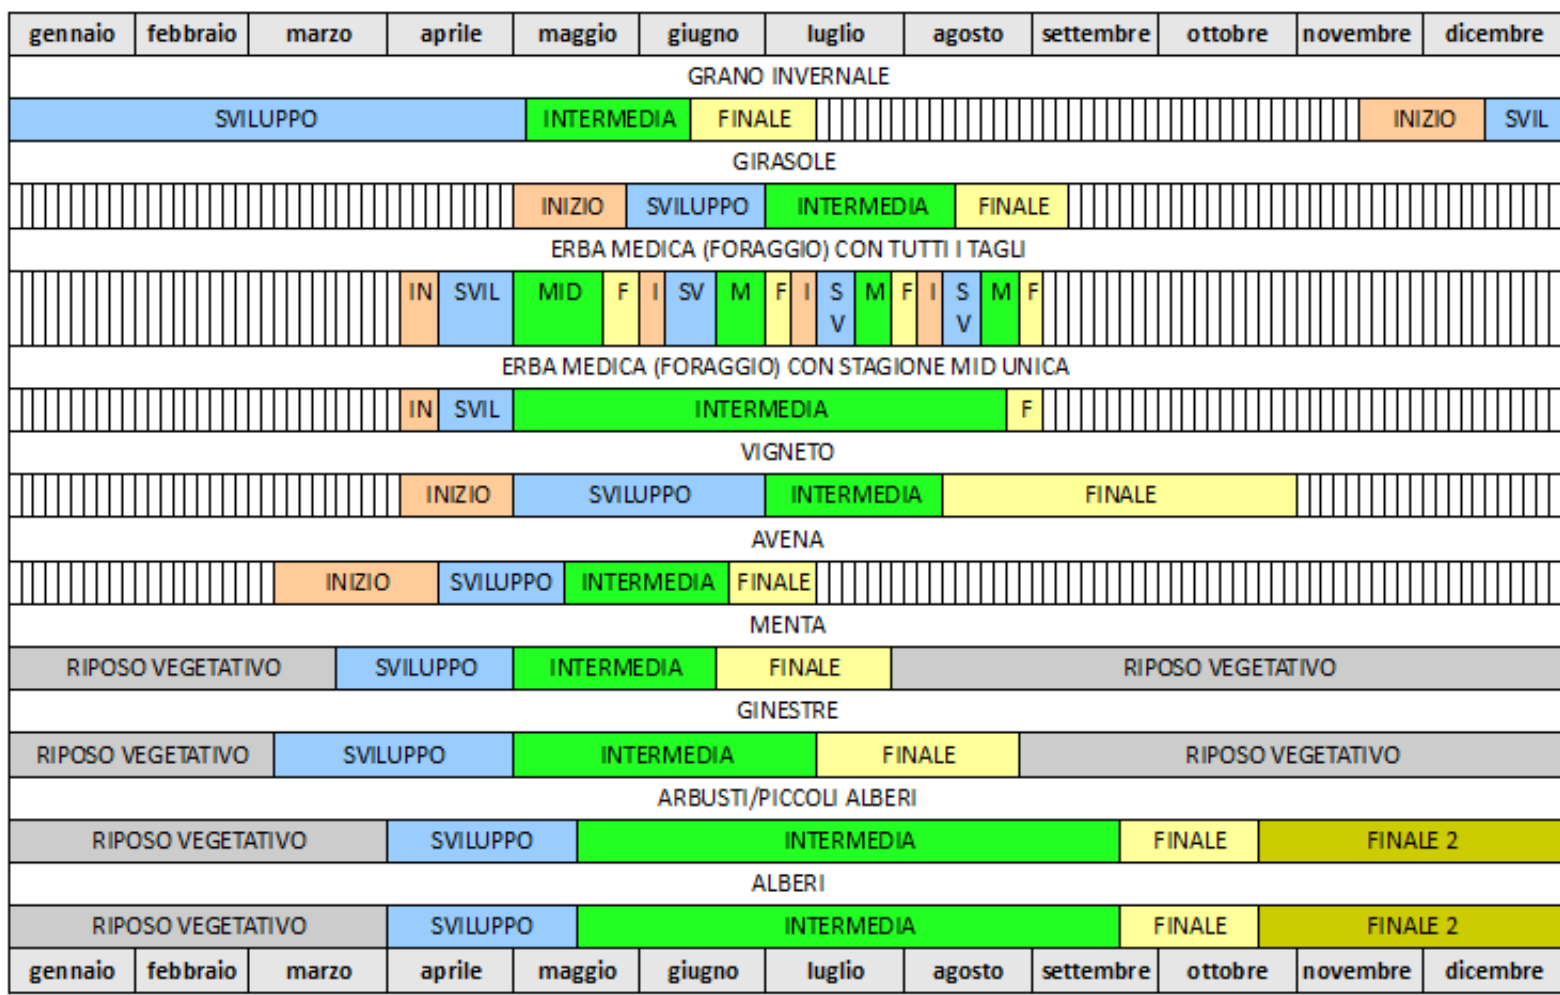 gennaio febbraio marzo aprile maggio giugno luglio agosto settembre ottobre novembre dicembre
GRANO INVERNALE
SVILUPPO INTERMEDIA FINALE INIZIO SVIL
GIRASOLE
INIZIO SVILUPPO INTERMEDIA FINALE
ERBA MEDICA (FORAGGIO) CON TUTTI I TAGLI
IN SVIL MID F I SV M F I S M F I S M F
V V
ERBA MEDICA (FORAGGIO) CON STAGIONE MID UNICA
IN SVIL INTERMEDIA F
VIGNETO
INIZIO SVILUPPO INTERMEDIA FINALE
AVENA
INIZIO SVILUPPO INTERMEDIA FINALE
MENTA
RIPOSO VEGETATIVO SVILUPPO INTERMEDIA FINALE RIPOSO VEGETATIVO
GINESTRE
RIPOSO VEGETATIVO SVILUPPO INTERMEDIA FINALE RIPOSO VEGETATIVO
ARBUSTI/PICCOLI ALBERI
RIPOSO VEGETATIVO SVILUPPO INTERMEDIA FINALE FINALE 2
ALBERI
RIPOSO VEGETATIVO SVILUPPO INTERMEDIA FINALE FINALE 2
gennaio febbraio marzo aprile maggio giugno luglio agosto settembre ottobre novembre dicembre